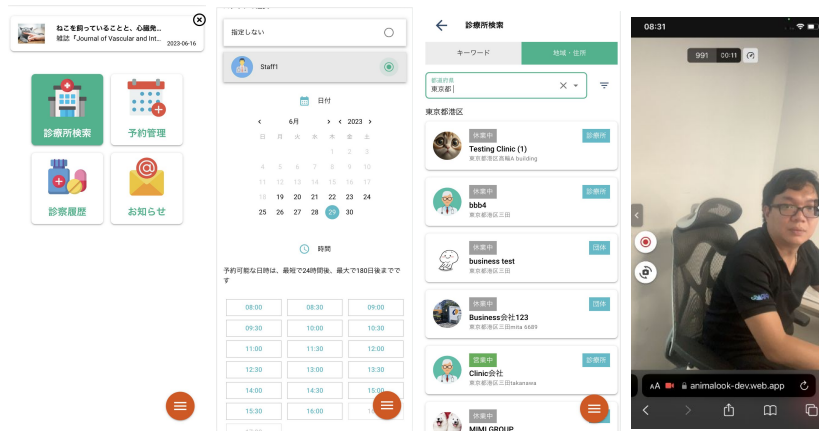 ねこを飼っていることと、心臓発...
雑誌「Journal of Vascular and Int...
2023-06-16
診療所検索
予約管理
診察履歴
お知らせ
指定しない
Staff1
日付
6月
2023
日 月 火 水 木 金 土
1 2 3
4 5 6 7 8 9 10
11 12 13 14 15 16 17
18 19 20 21 22 23 24
25 26 27 28 29 30
時間
予約可能な日時は、最短で24時間後、最大で180日後までで
す
08:00 08:30 09:00
09:30 10:00 10:30
11:00 11:30 12:00
12:30 13:00 13:30
14:00 14:30 15:00
15:30 16:00
診療所検索
キーワード
地域・住所
都道府県
東京都
東京都港区
休業中
診療所
Testing Clinic (1)
東京都港区高輪A building
休業中
診療所
bbb4
東京都港区三田
休業中
団体
business test
東京都港区三田
休業中
団体
Business会社123
東京都港区三田mita 6689
営業中
診療所
Clinic会社
東京都港区三田takanawa
休業中
MIMI GROUP
08:31
991
00:11
AA
animalook-dev.web.app